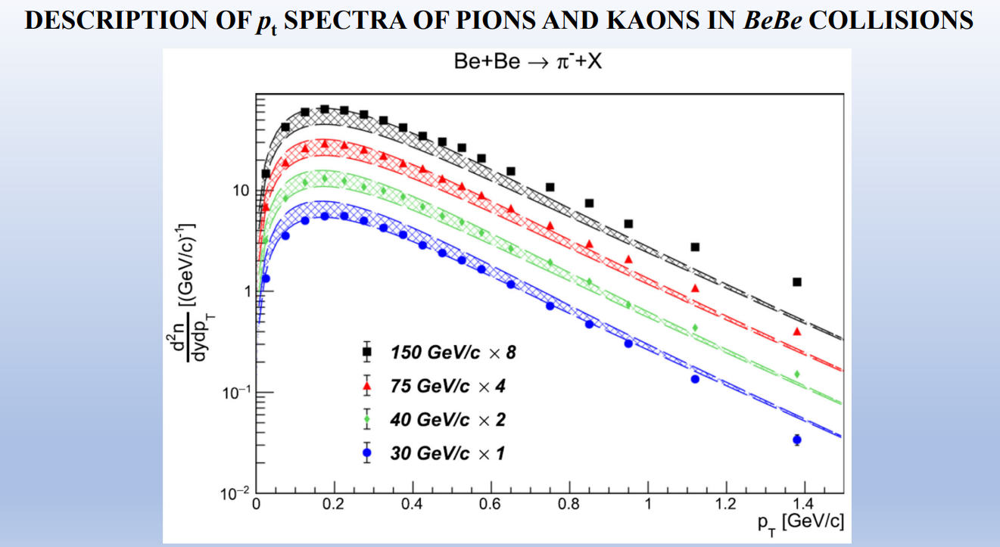 DESCRIPTION OF pₜ SPECTRA OF PIONS AND KAONS IN BeBe COLLISIONS
Be+Be → π⁻+X
d²n/dydp_T [(GeV/c)⁻¹]
10
1
10⁻¹
10⁻²
150 GeV/c × 8
75 GeV/c × 4
40 GeV/c × 2
30 GeV/c × 1
0 0.2 0.4 0.6 0.8 1 1.2 1.4
p_T [GeV/c]